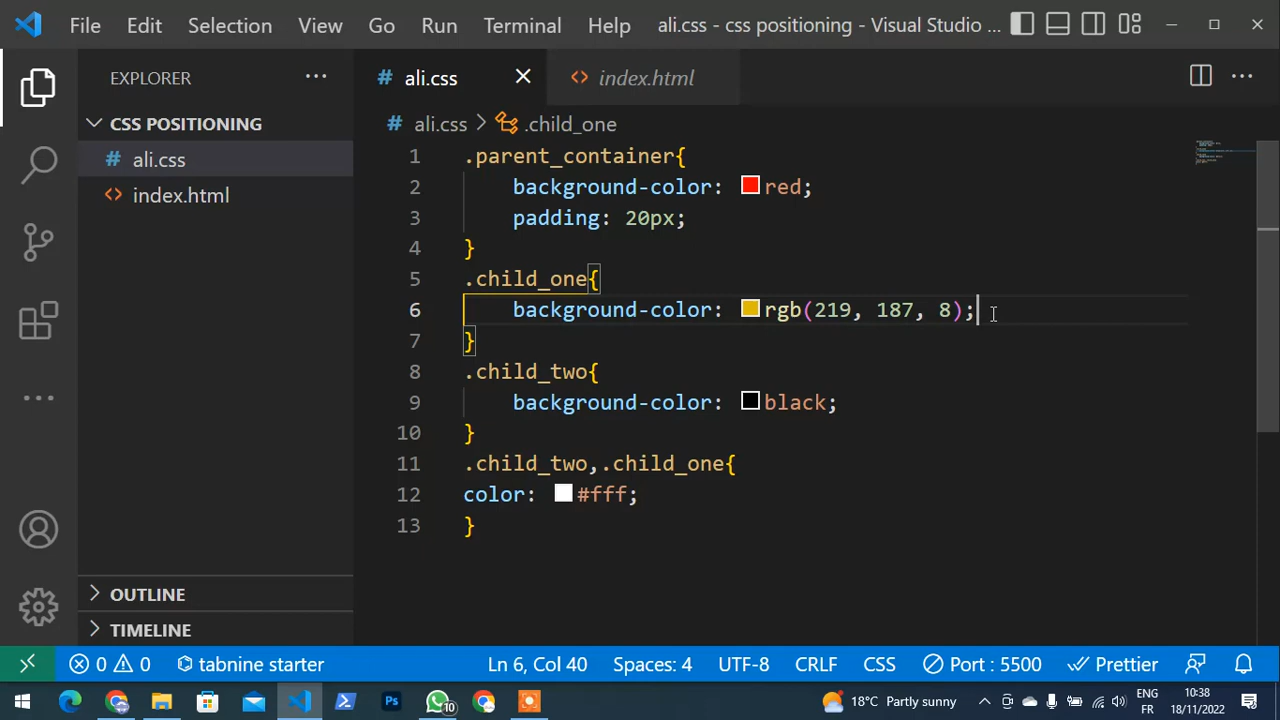 File Edit Selection View Go Run Terminal Help ali.css - css positioning - Visual Studio ...
EXPLORER
ali.css
index.html
CSS POSITIONING
ali.css
index.html
ali.css > .child_one
1 .parent_container{
2 background-color: red;
3 padding: 20px;
4 }
5 .child_one{
6 background-color: rgb(219, 187, 8);
7 }
8 .child_two{
9 background-color: black;
10 }
11 .child_two,.child_one{
12 color: #fff;
13 }
OUTLINE
TIMELINE
0 0 tabnine starter Ln 6, Col 40 Spaces: 4 UTF-8 CRLF CSS Port : 5500 Prettier
Ps 10 18°C Partly sunny ENG 10:38
FR 18/11/2022